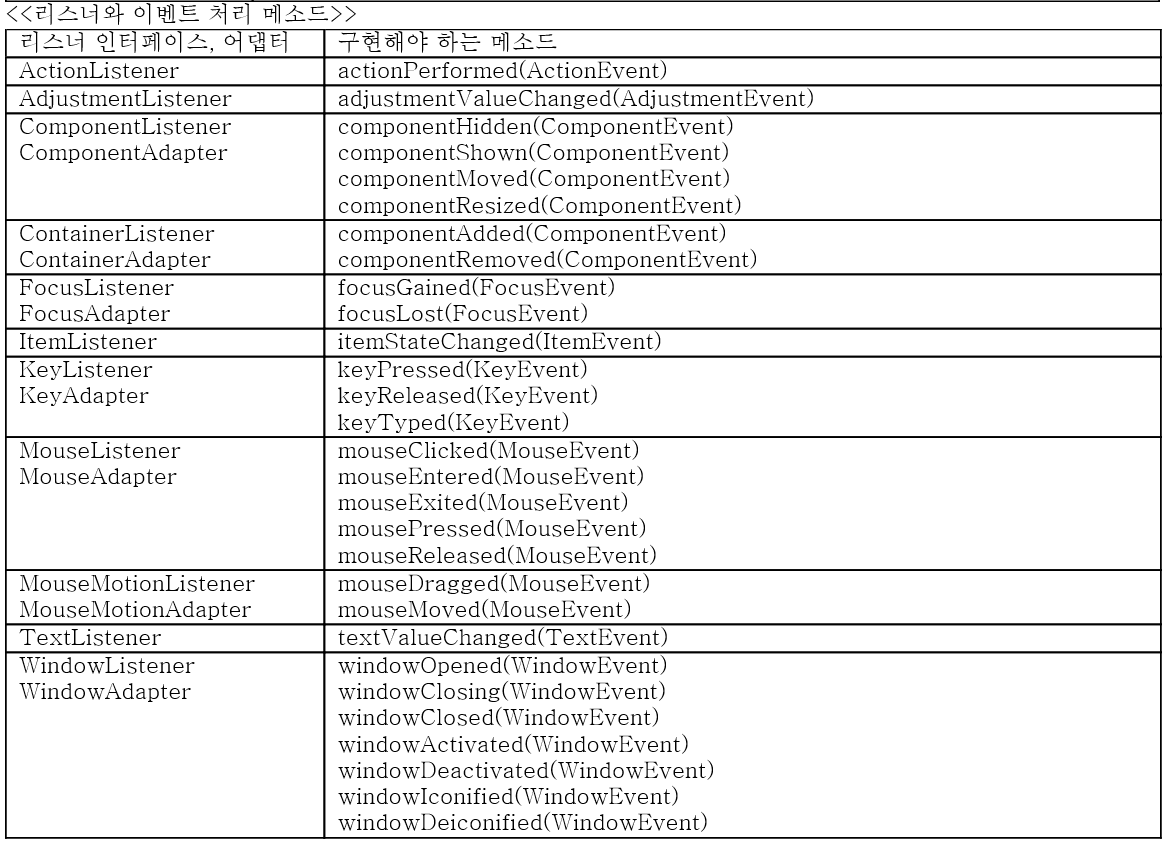 <<리스너와 이벤트 처리 메소드>>
리스너 인터페이스, 어댑터 구현해야 하는 메소드
ActionListener actionPerformed(ActionEvent)
AdjustmentListener adjustmentValueChanged(AdjustmentEvent)
ComponentListener componentHidden(ComponentEvent)
ComponentAdapter componentShown(ComponentEvent)
componentMoved(ComponentEvent)
componentResized(ComponentEvent)
ContainerListener componentAdded(ComponentEvent)
ContainerAdapter componentRemoved(ComponentEvent)
FocusListener focusGained(FocusEvent)
FocusAdapter focusLost(FocusEvent)
ItemListener itemStateChanged(ItemEvent)
KeyListener keyPressed(KeyEvent)
KeyAdapter keyReleased(KeyEvent)
keyTyped(KeyEvent)
MouseListener mouseClicked(MouseEvent)
MouseAdapter mouseEntered(MouseEvent)
mouseExited(MouseEvent)
mousePressed(MouseEvent)
mouseReleased(MouseEvent)
MouseMotionListener mouseDragged(MouseEvent)
MouseMotionAdapter mouseMoved(MouseEvent)
TextListener textValueChanged(TextEvent)
WindowListener windowOpened(WindowEvent)
WindowAdapter windowClosing(WindowEvent)
windowClosed(WindowEvent)
windowActivated(WindowEvent)
windowDeactivated(WindowEvent)
windowIconified(WindowEvent)
windowDeiconified(WindowEvent)